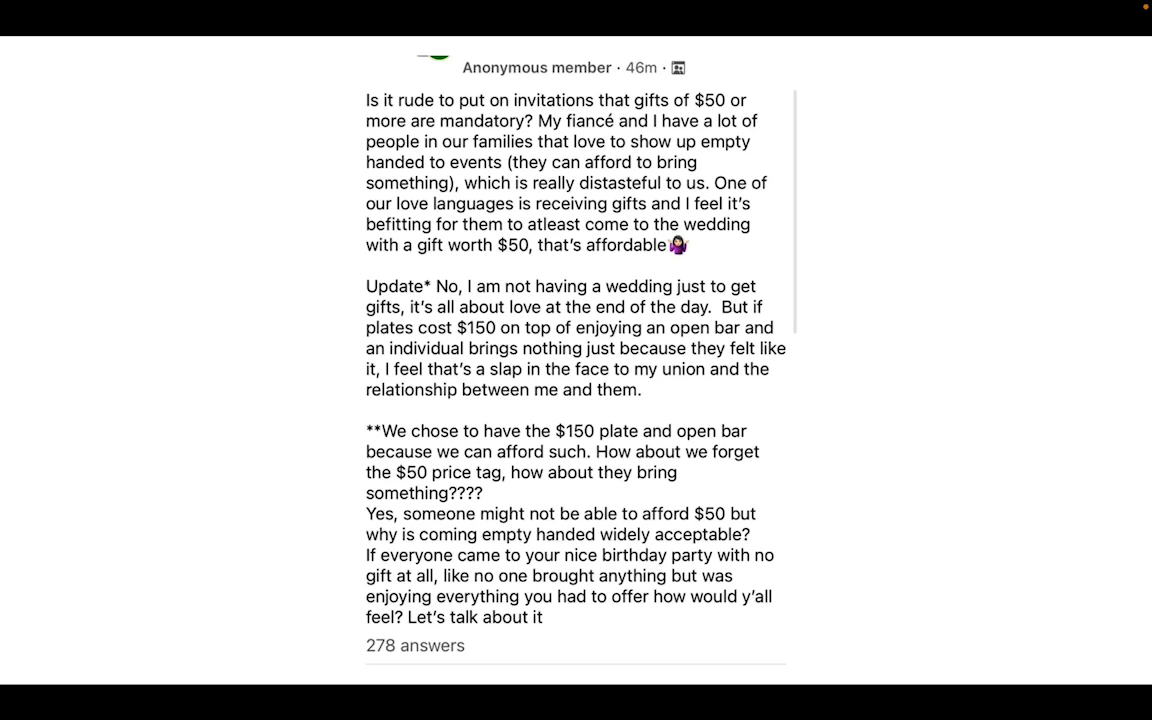 Anonymous member · 46m ·
Is it rude to put on invitations that gifts of $50 or
more are mandatory? My fiancé and I have a lot of
people in our families that love to show up empty
handed to events (they can afford to bring
something), which is really distasteful to us. One of
our love languages is receiving gifts and I feel it's
befitting for them to atleast come to the wedding
with a gift worth $50, that's affordable🤷🏻‍♀️
Update* No, I am not having a wedding just to get
gifts, it's all about love at the end of the day.  But if
plates cost $150 on top of enjoying an open bar and
an individual brings nothing just because they felt like
it, I feel that's a slap in the face to my union and the
relationship between me and them.
**We chose to have the $150 plate and open bar
because we can afford such. How about we forget
the $50 price tag, how about they bring
something????
Yes, someone might not be able to afford $50 but
why is coming empty handed widely acceptable?
If everyone came to your nice birthday party with no
gift at all, like no one brought anything but was
enjoying everything you had to offer how would y'all
feel? Let's talk about it
278 answers